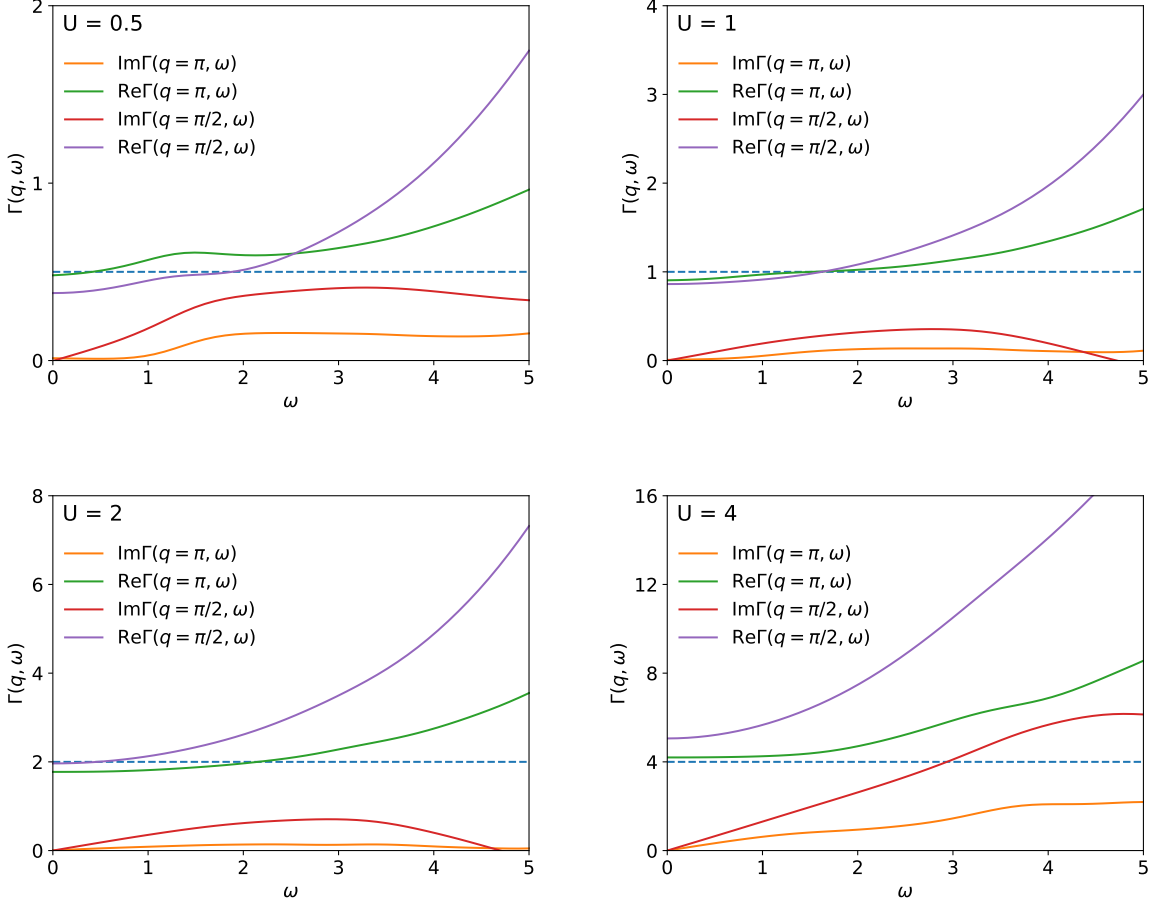 U = 0.5
ImΓ(q = π, ω)
ReΓ(q = π, ω)
ImΓ(q = π/2, ω)
ReΓ(q = π/2, ω)
Γ(q, ω)
2
1
0
0 1 2 3 4 5
ω
U = 1
ImΓ(q = π, ω)
ReΓ(q = π, ω)
ImΓ(q = π/2, ω)
ReΓ(q = π/2, ω)
Γ(q, ω)
4
3
2
1
0
0 1 2 3 4 5
ω
U = 2
ImΓ(q = π, ω)
ReΓ(q = π, ω)
ImΓ(q = π/2, ω)
ReΓ(q = π/2, ω)
Γ(q, ω)
8
6
4
2
0
0 1 2 3 4 5
ω
U = 4
ImΓ(q = π, ω)
ReΓ(q = π, ω)
ImΓ(q = π/2, ω)
ReΓ(q = π/2, ω)
Γ(q, ω)
16
12
8
4
0
0 1 2 3 4 5
ω